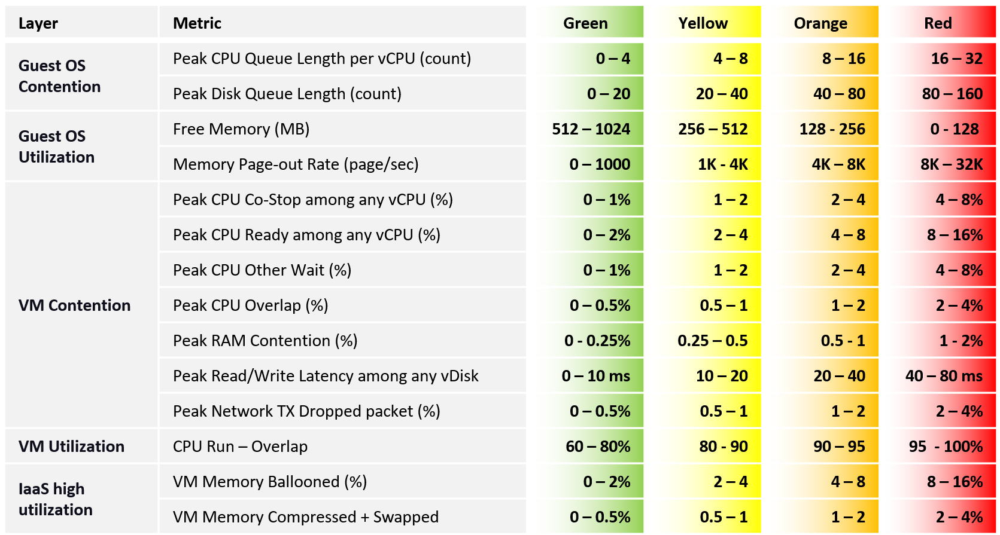 Layer Metric Green Yellow Orange Red
Guest OS Contention
Peak CPU Queue Length per vCPU (count) 0 – 4 4 – 8 8 – 16 16 – 32
Peak Disk Queue Length (count) 0 – 20 20 – 40 40 – 80 80 – 160
Guest OS Utilization
Free Memory (MB) 512 – 1024 256 – 512 128 - 256 0 - 128
Memory Page-out Rate (page/sec) 0 – 1000 1K - 4K 4K – 8K 8K – 32K
VM Contention
Peak CPU Co-Stop among any vCPU (%) 0 – 1% 1 – 2 2 – 4 4 – 8%
Peak CPU Ready among any vCPU (%) 0 – 2% 2 – 4 4 – 8 8 – 16%
Peak CPU Other Wait (%) 0 – 1% 1 – 2 2 – 4 4 – 8%
Peak CPU Overlap (%) 0 – 0.5% 0.5 – 1 1 – 2 2 – 4%
Peak RAM Contention (%) 0 - 0.25% 0.25 – 0.5 0.5 - 1 1 - 2%
Peak Read/Write Latency among any vDisk 0 – 10 ms 10 – 20 20 – 40 40 – 80 ms
Peak Network TX Dropped packet (%) 0 – 0.5% 0.5 – 1 1 – 2 2 – 4%
VM Utilization CPU Run – Overlap 60 – 80% 80 - 90 90 – 95 95 - 100%
IaaS high utilization
VM Memory Ballooned (%) 0 – 2% 2 – 4 4 – 8 8 – 16%
VM Memory Compressed + Swapped 0 – 0.5% 0.5 – 1 1 – 2 2 – 4%